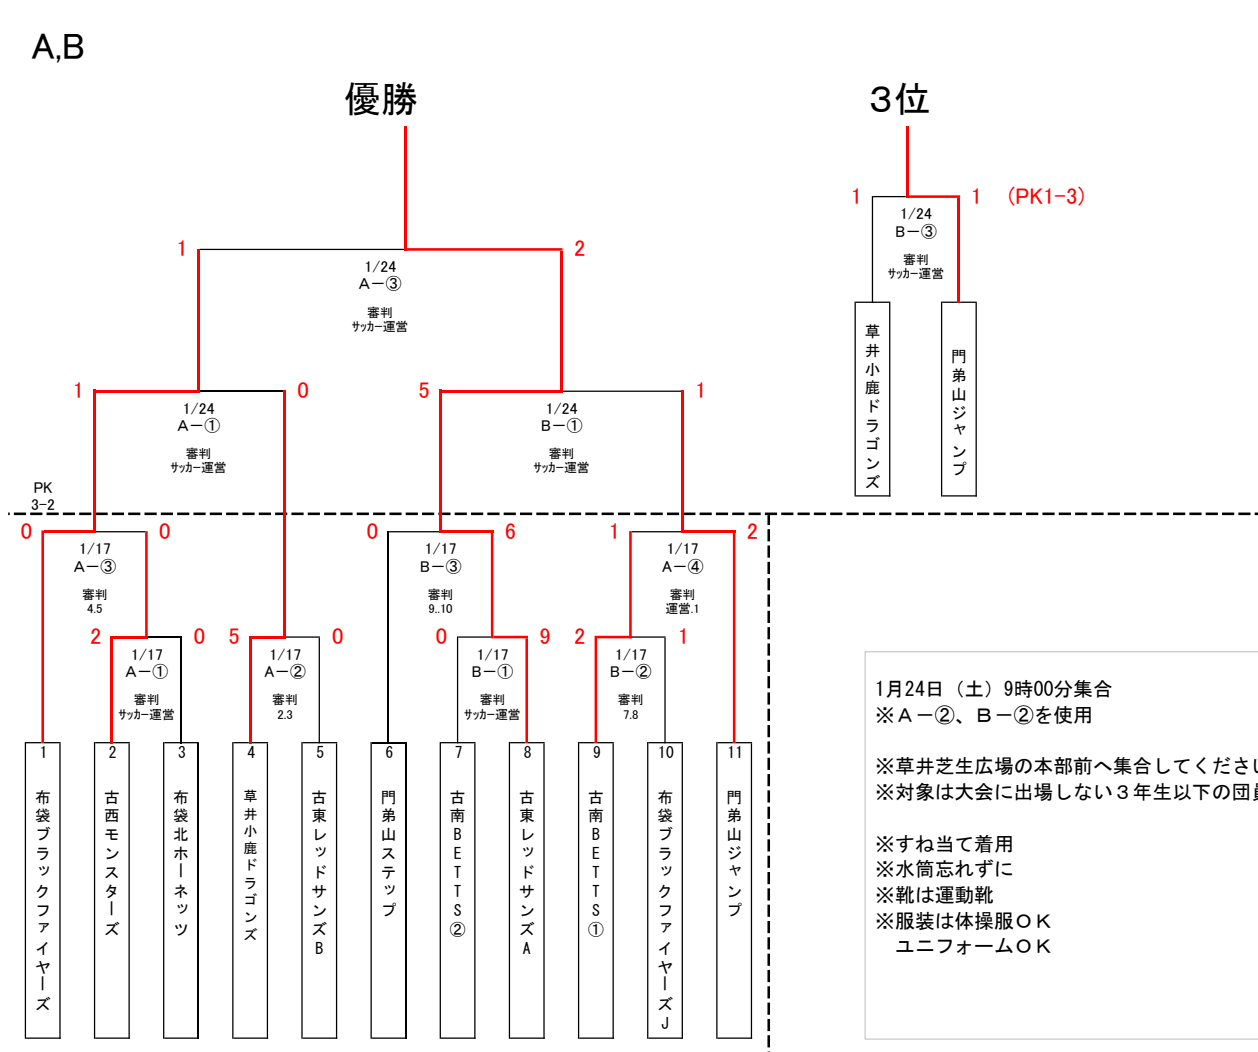 A,B
優勝
３位
1
1
(PK1-3)
1/24
B－③
審判
サッカー運営
草井小鹿ドラゴンズ
門弟山ジャンプ
1
2
1/24
A－③
審判
サッカー運営
1
0
1/24
A－①
審判
サッカー運営
5
1
1/24
B－①
審判
サッカー運営
PK
3-2
0
0
1/17
A－③
審判
4.5
0
6
1/17
B－③
審判
9..10
1
2
1/17
A－④
審判
運営.1
2
0
1/17
A－①
審判
サッカー運営
5
0
1/17
A－②
審判
2.3
0
9
1/17
B－①
審判
サッカー運営
2
1
1/17
B－②
審判
7.8
1
布袋ブラックファイヤーズ
2
古西モンスターズ
3
布袋北ホーネッツ
4
草井小鹿ドラゴンズ
5
古東レッドサンズB
6
門弟山ステップ
7
古南BETTS②
8
古東レッドサンズA
9
古南BETTS①
10
布袋ブラックファイヤーズJ
11
門弟山ジャンプ
1月24日（土）9時00分集合
※Ａ－②、Ｂ－②を使用
※草井芝生広場の本部前へ集合してくださ
※対象は大会に出場しない３年生以下の団
※すね当て着用
※水筒忘れずに
※靴は運動靴
※服装は体操服ＯＫ
ユニフォームＯＫ